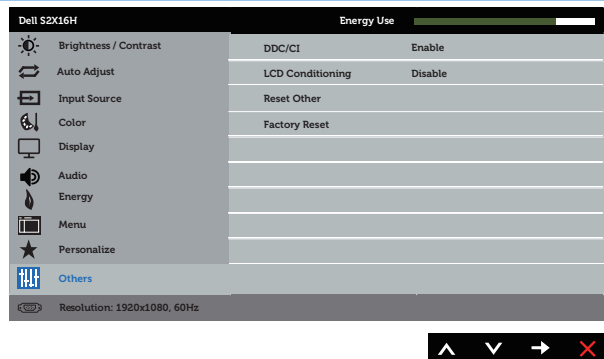 Dell S2X16H Energy Use
Brightness / Contrast DDC/CI Enable
Auto Adjust LCD Conditioning Disable
Input Source Reset Other
Color Factory Reset
Display
Audio
Energy
Menu
Personalize
Others
Resolution: 1920x1080, 60Hz